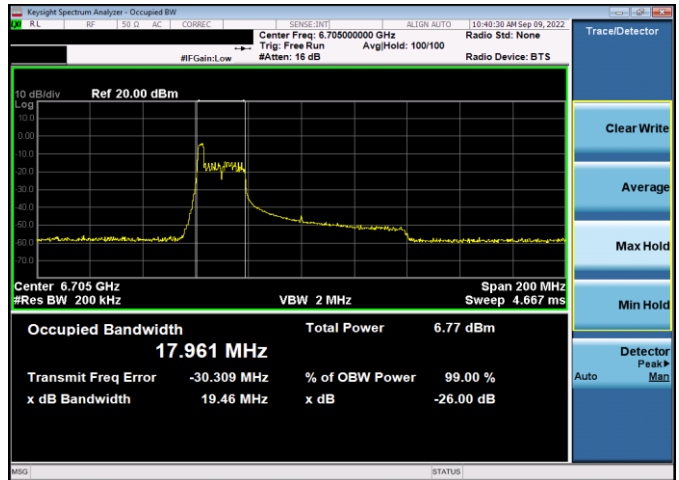 Keysight Spectrum Analyzer - Occupied BW
RL RF 50 Ω AC CORREC SENSE:INT ALIGN AUTO 10:40:30 AM Sep 09, 2022
Center Freq: 6.705000000 GHz Radio Std: None
Trig: Free Run Avg|Hold: 100/100
#IFGain:Low #Atten: 16 dB Radio Device: BTS
Trace/Detector
10 dB/div Ref 20.00 dBm
Log
10.0
0.00
-10.0
-20.0
-30.0
-40.0
-50.0
-60.0
-70.0
Center 6.705 GHz Span 200 MHz
#Res BW 200 kHz VBW 2 MHz Sweep 4.667 ms
Occupied Bandwidth Total Power 6.77 dBm
17.961 MHz
Transmit Freq Error -30.309 MHz % of OBW Power 99.00 %
x dB Bandwidth 19.46 MHz x dB -26.00 dB
Clear Write
Average
Max Hold
Min Hold
Detector
Peak▶
Auto Man
MSG STATUS